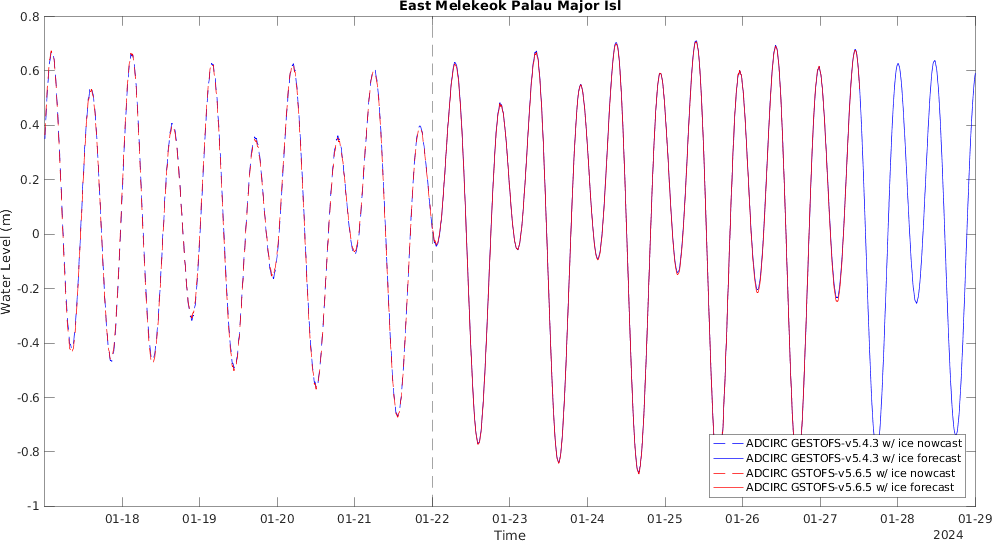 East Melekeok Palau Major Isl
0.8
0.6
0.4
0.2
0
-0.2
-0.4
-0.6
-0.8
-1
Water Level (m)
ADCIRC GESTOFS-v5.4.3 w/ ice nowcast
ADCIRC GESTOFS-v5.4.3 w/ ice forecast
ADCIRC GSTOFS-v5.6.5 w/ ice nowcast
ADCIRC GSTOFS-v5.6.5 w/ ice forecast
01-18 01-19 01-20 01-21 01-22 01-23 01-24 01-25 01-26 01-27 01-28 01-29
Time
2024